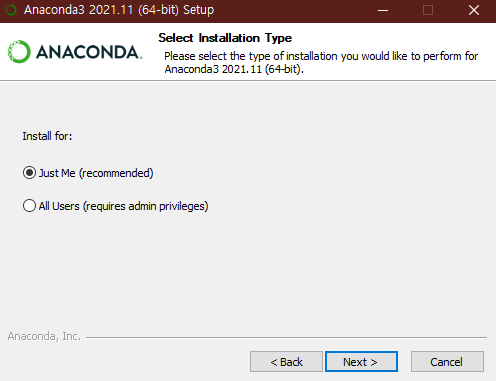 Anaconda3 2021.11 (64-bit) Setup
ANACONDA.
Select Installation Type
Please select the type of installation you would like to perform for
Anaconda3 2021.11 (64-bit).
Install for:
Just Me (recommended)
All Users (requires admin privileges)
Anaconda, Inc.
< Back
Next >
Cancel